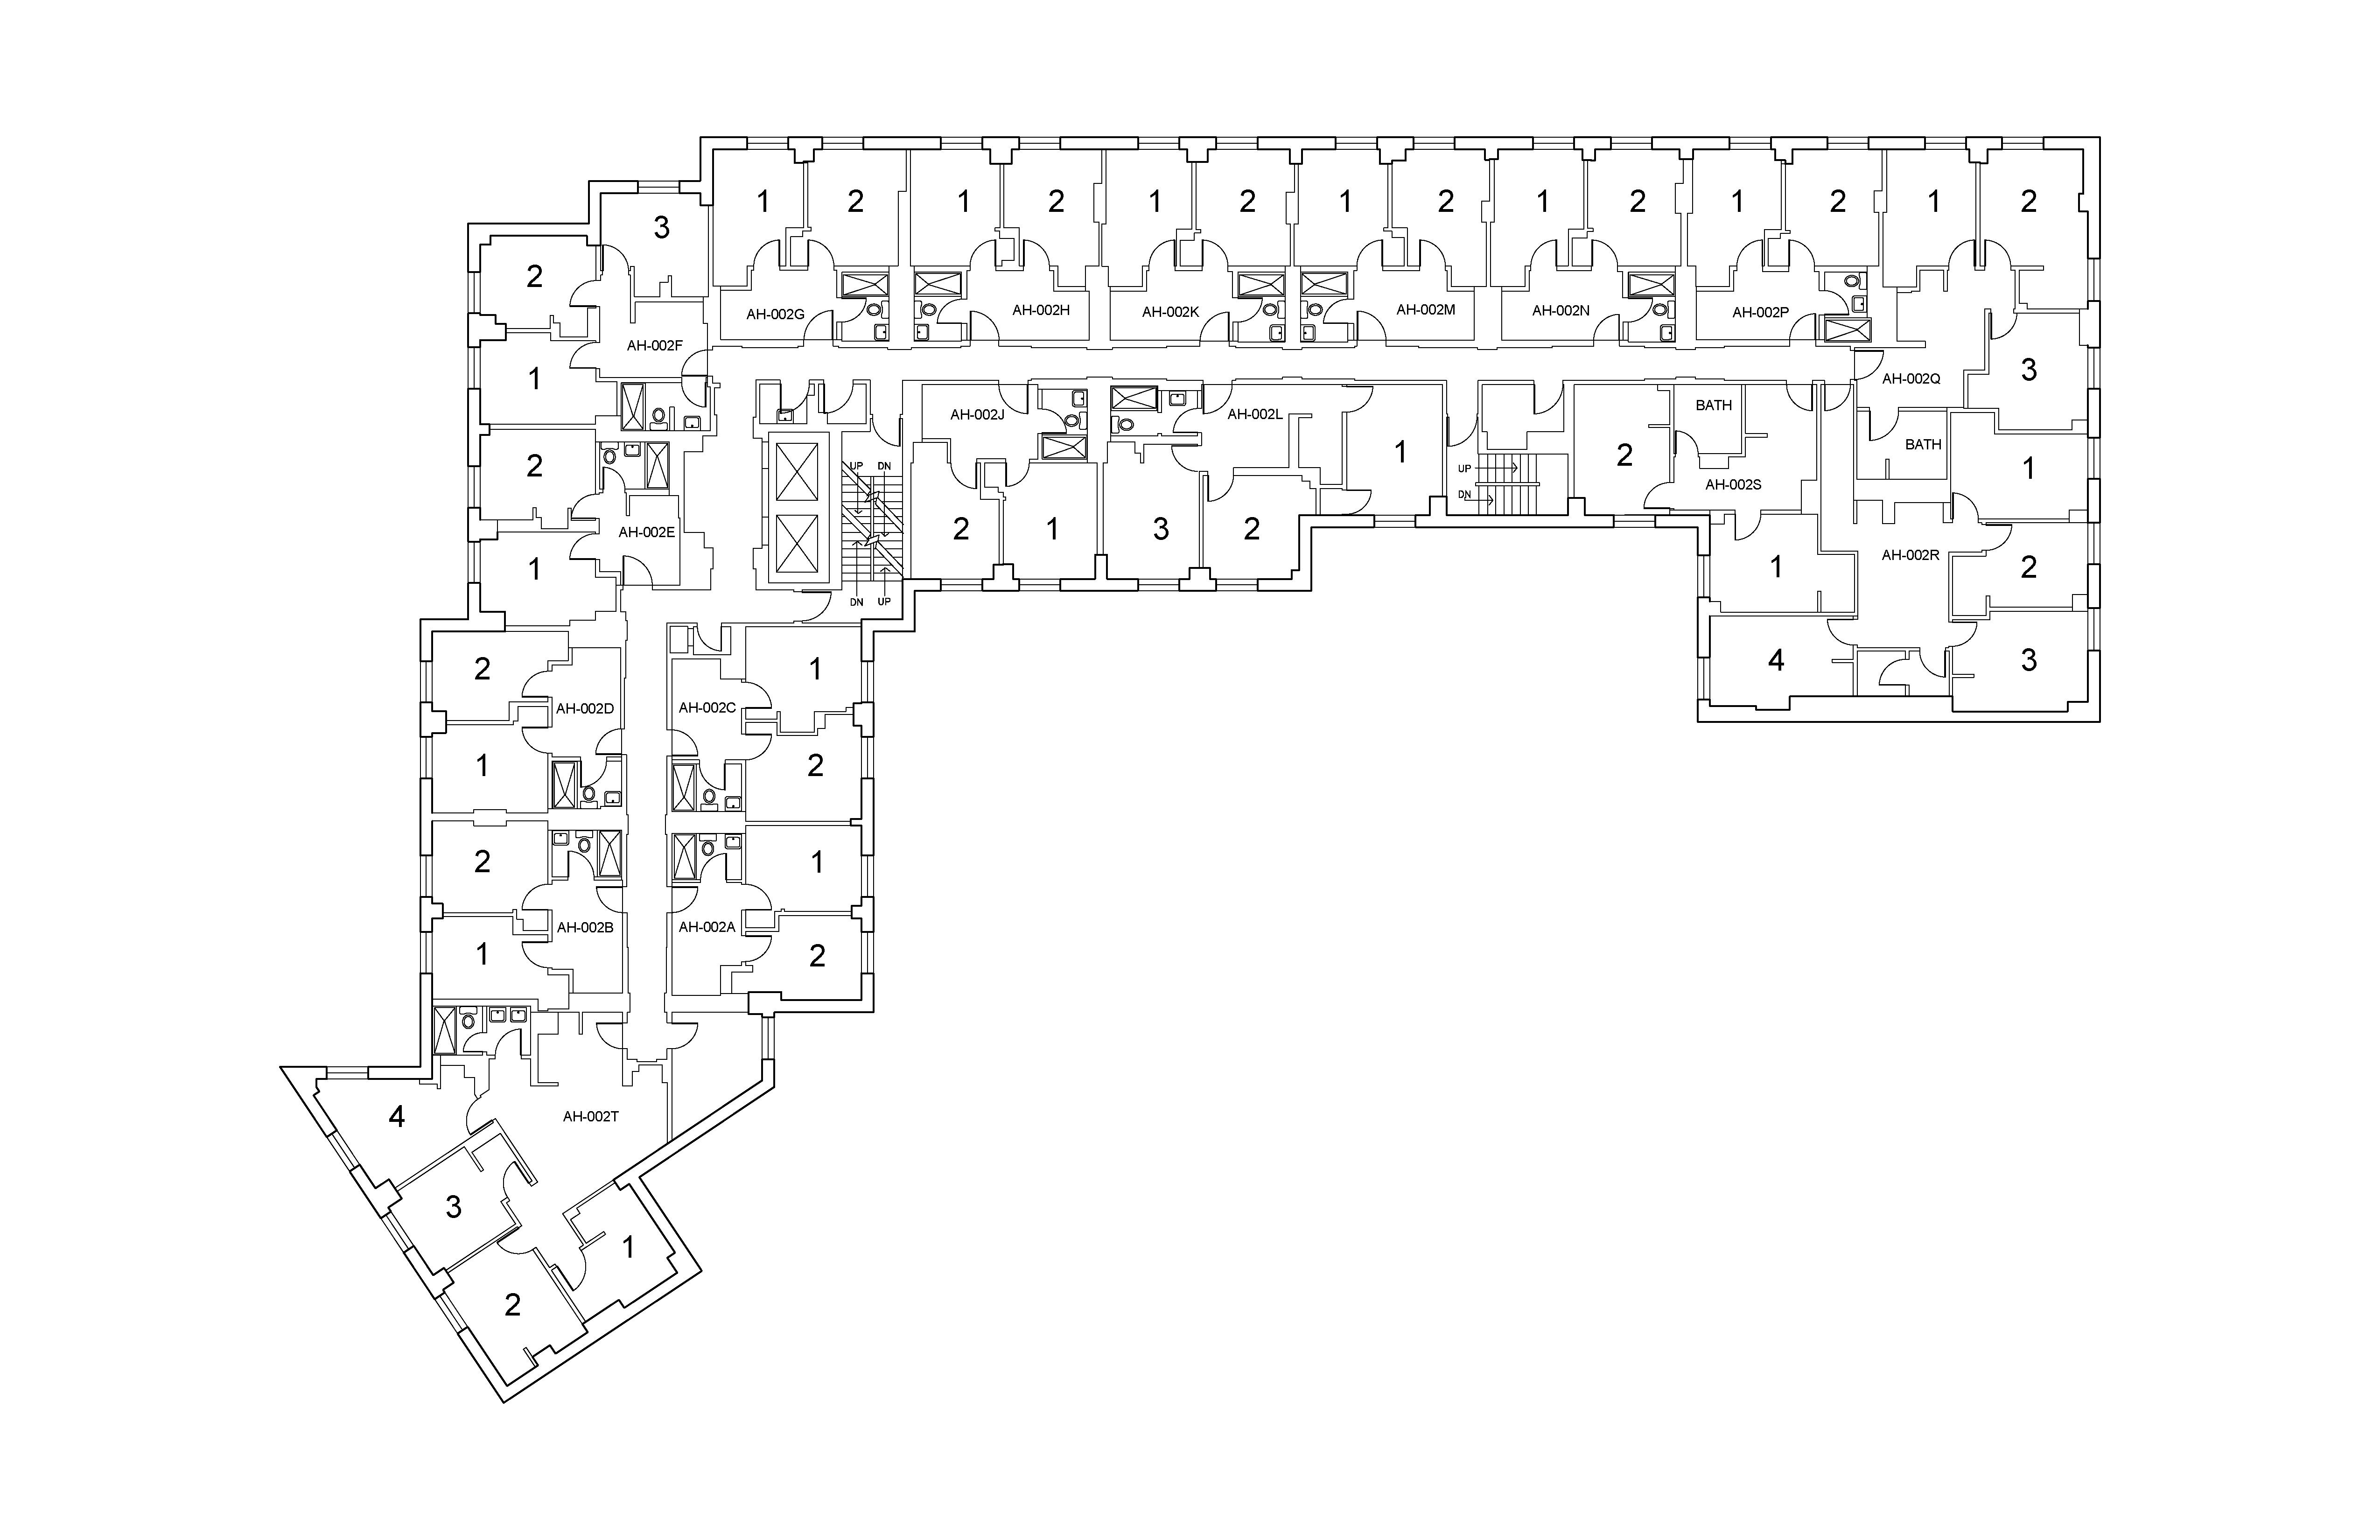 1 2 1 2 1 2 1 2 1 2 1 2 1 2
3
2
AH-002G AH-002H AH-002K AH-002M AH-002N AH-002P
AH-002F
1
AH-002Q 3
AH-002J AH-002L BATH
BATH
2 1 2 1
UP DN UP
AH-002S
DN
AH-002E 2 1 3 2
AH-002R
1 1 2
DN UP
2 1 4 3
AH-002D AH-002C
1 2
2 1
AH-002B AH-002A
1 2
4 AH-002T
3
1
2